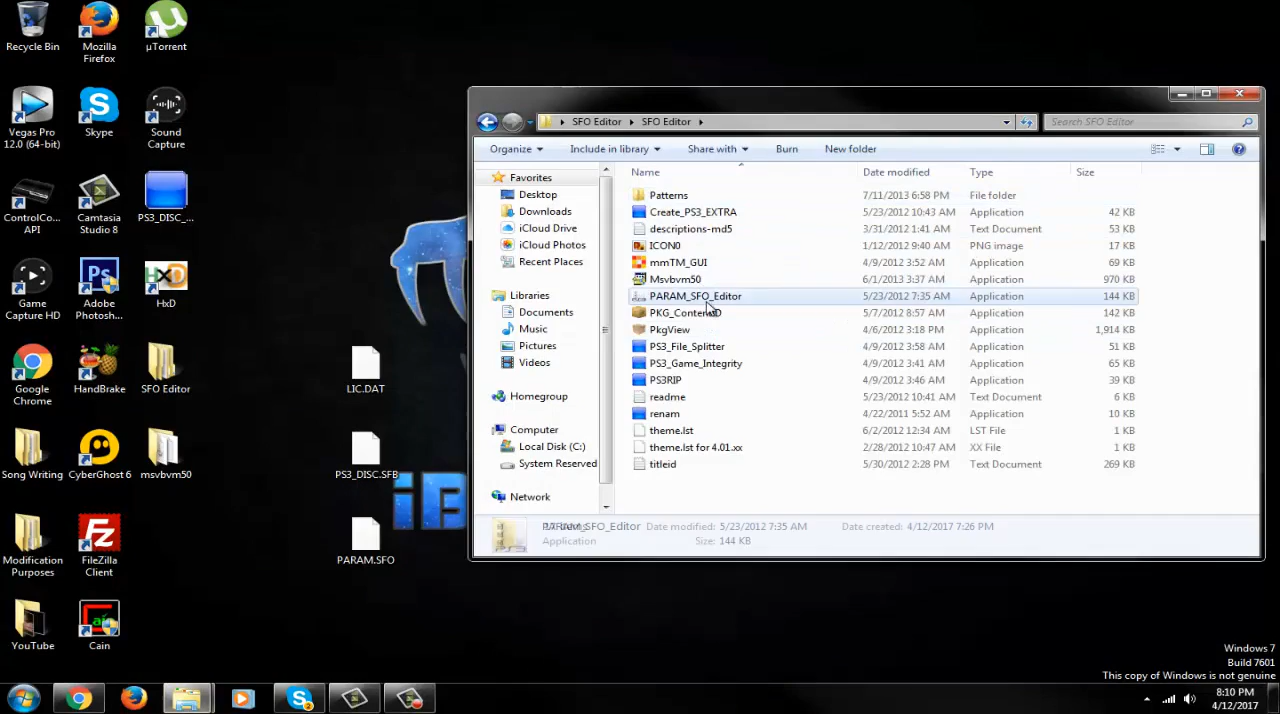 Recycle Bin
Mozilla
Firefox
µTorrent
Vegas Pro
12.0 (64-bit)
Skype
Sound
Capture
ControlCo...
API
Camtasia
Studio 8
PS3_DISC_...
Game
Capture HD
Adobe
Photosh...
HxD
Google
Chrome
HandBrake
SFO Editor
Song Writing
CyberGhost 6
msvbvm50
Modification
Purposes
FileZilla
Client
YouTube
Cain
LIC.DAT
PS3_DISC.SFB
PARAM.SFO
SFO Editor
SFO Editor
Search SFO Editor
Organize
Include in library
Share with
Burn
New folder
Favorites
Desktop
Downloads
iCloud Drive
iCloud Photos
Recent Places
Libraries
Documents
Music
Pictures
Videos
Homegroup
Computer
Local Disk (C:)
System Reserved
Network
Name Date modified Type Size
Patterns 7/11/2013 6:58 PM File folder
Create_PS3_EXTRA 5/23/2012 10:43 AM Application 42 KB
descriptions-md5 3/31/2012 1:41 AM Text Document 53 KB
ICON0 1/12/2012 9:40 AM PNG image 17 KB
mmTM_GUI 4/9/2012 3:52 AM Application 69 KB
Msvbvm50 6/1/2013 3:37 AM Application 970 KB
PARAM_SFO_Editor 5/23/2012 7:35 AM Application 144 KB
PKG_ContentID 5/7/2012 8:57 AM Application 142 KB
PkgView 4/6/2012 3:18 PM Application 1,914 KB
PS3_File_Splitter 4/9/2012 3:58 AM Application 51 KB
PS3_Game_Integrity 4/9/2012 3:41 AM Application 65 KB
PS3RIP 4/9/2012 3:46 AM Application 39 KB
readme 5/23/2012 10:41 AM Text Document 6 KB
renam 4/22/2011 5:52 AM Application 10 KB
theme.lst 6/2/2012 12:34 AM LST File 1 KB
theme.lst for 4.01.xx 2/28/2012 10:47 AM XX File 1 KB
titleid 5/30/2012 2:28 PM Text Document 269 KB
PARAM_SFO_Editor Date modified: 5/23/2012 7:35 AM Date created: 4/12/2017 7:26 PM
Application Size: 144 KB
Windows 7
Build 7601
This copy of Windows is not genuine
8:10 PM
4/12/2017